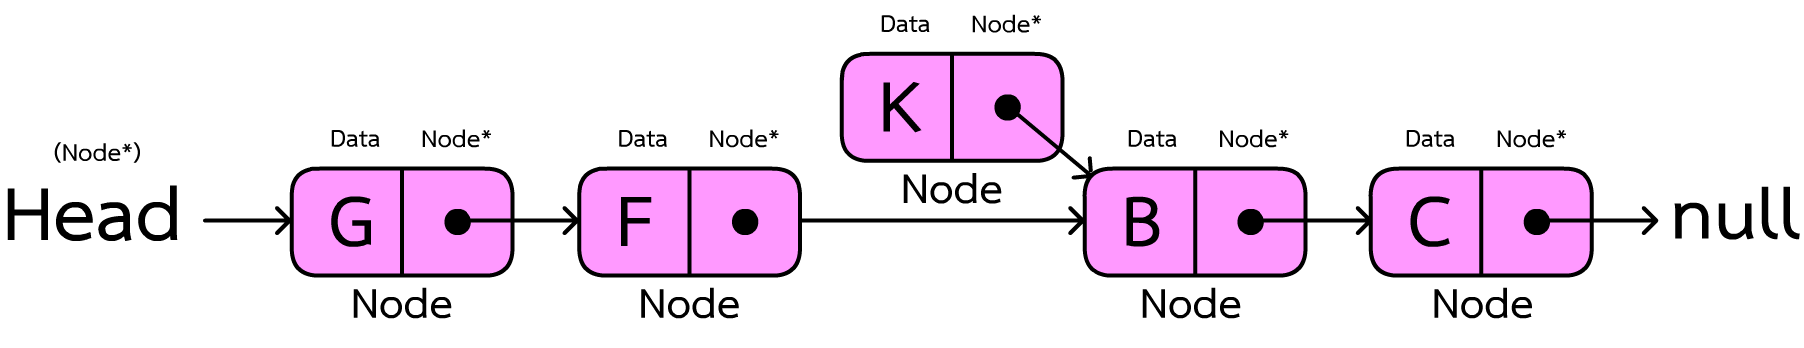 Data Node*
K
Node
(Node*)
Head
Data Node*
G
Node
Data Node*
F
Node
Data Node*
B
Node
Data Node*
C
Node
null